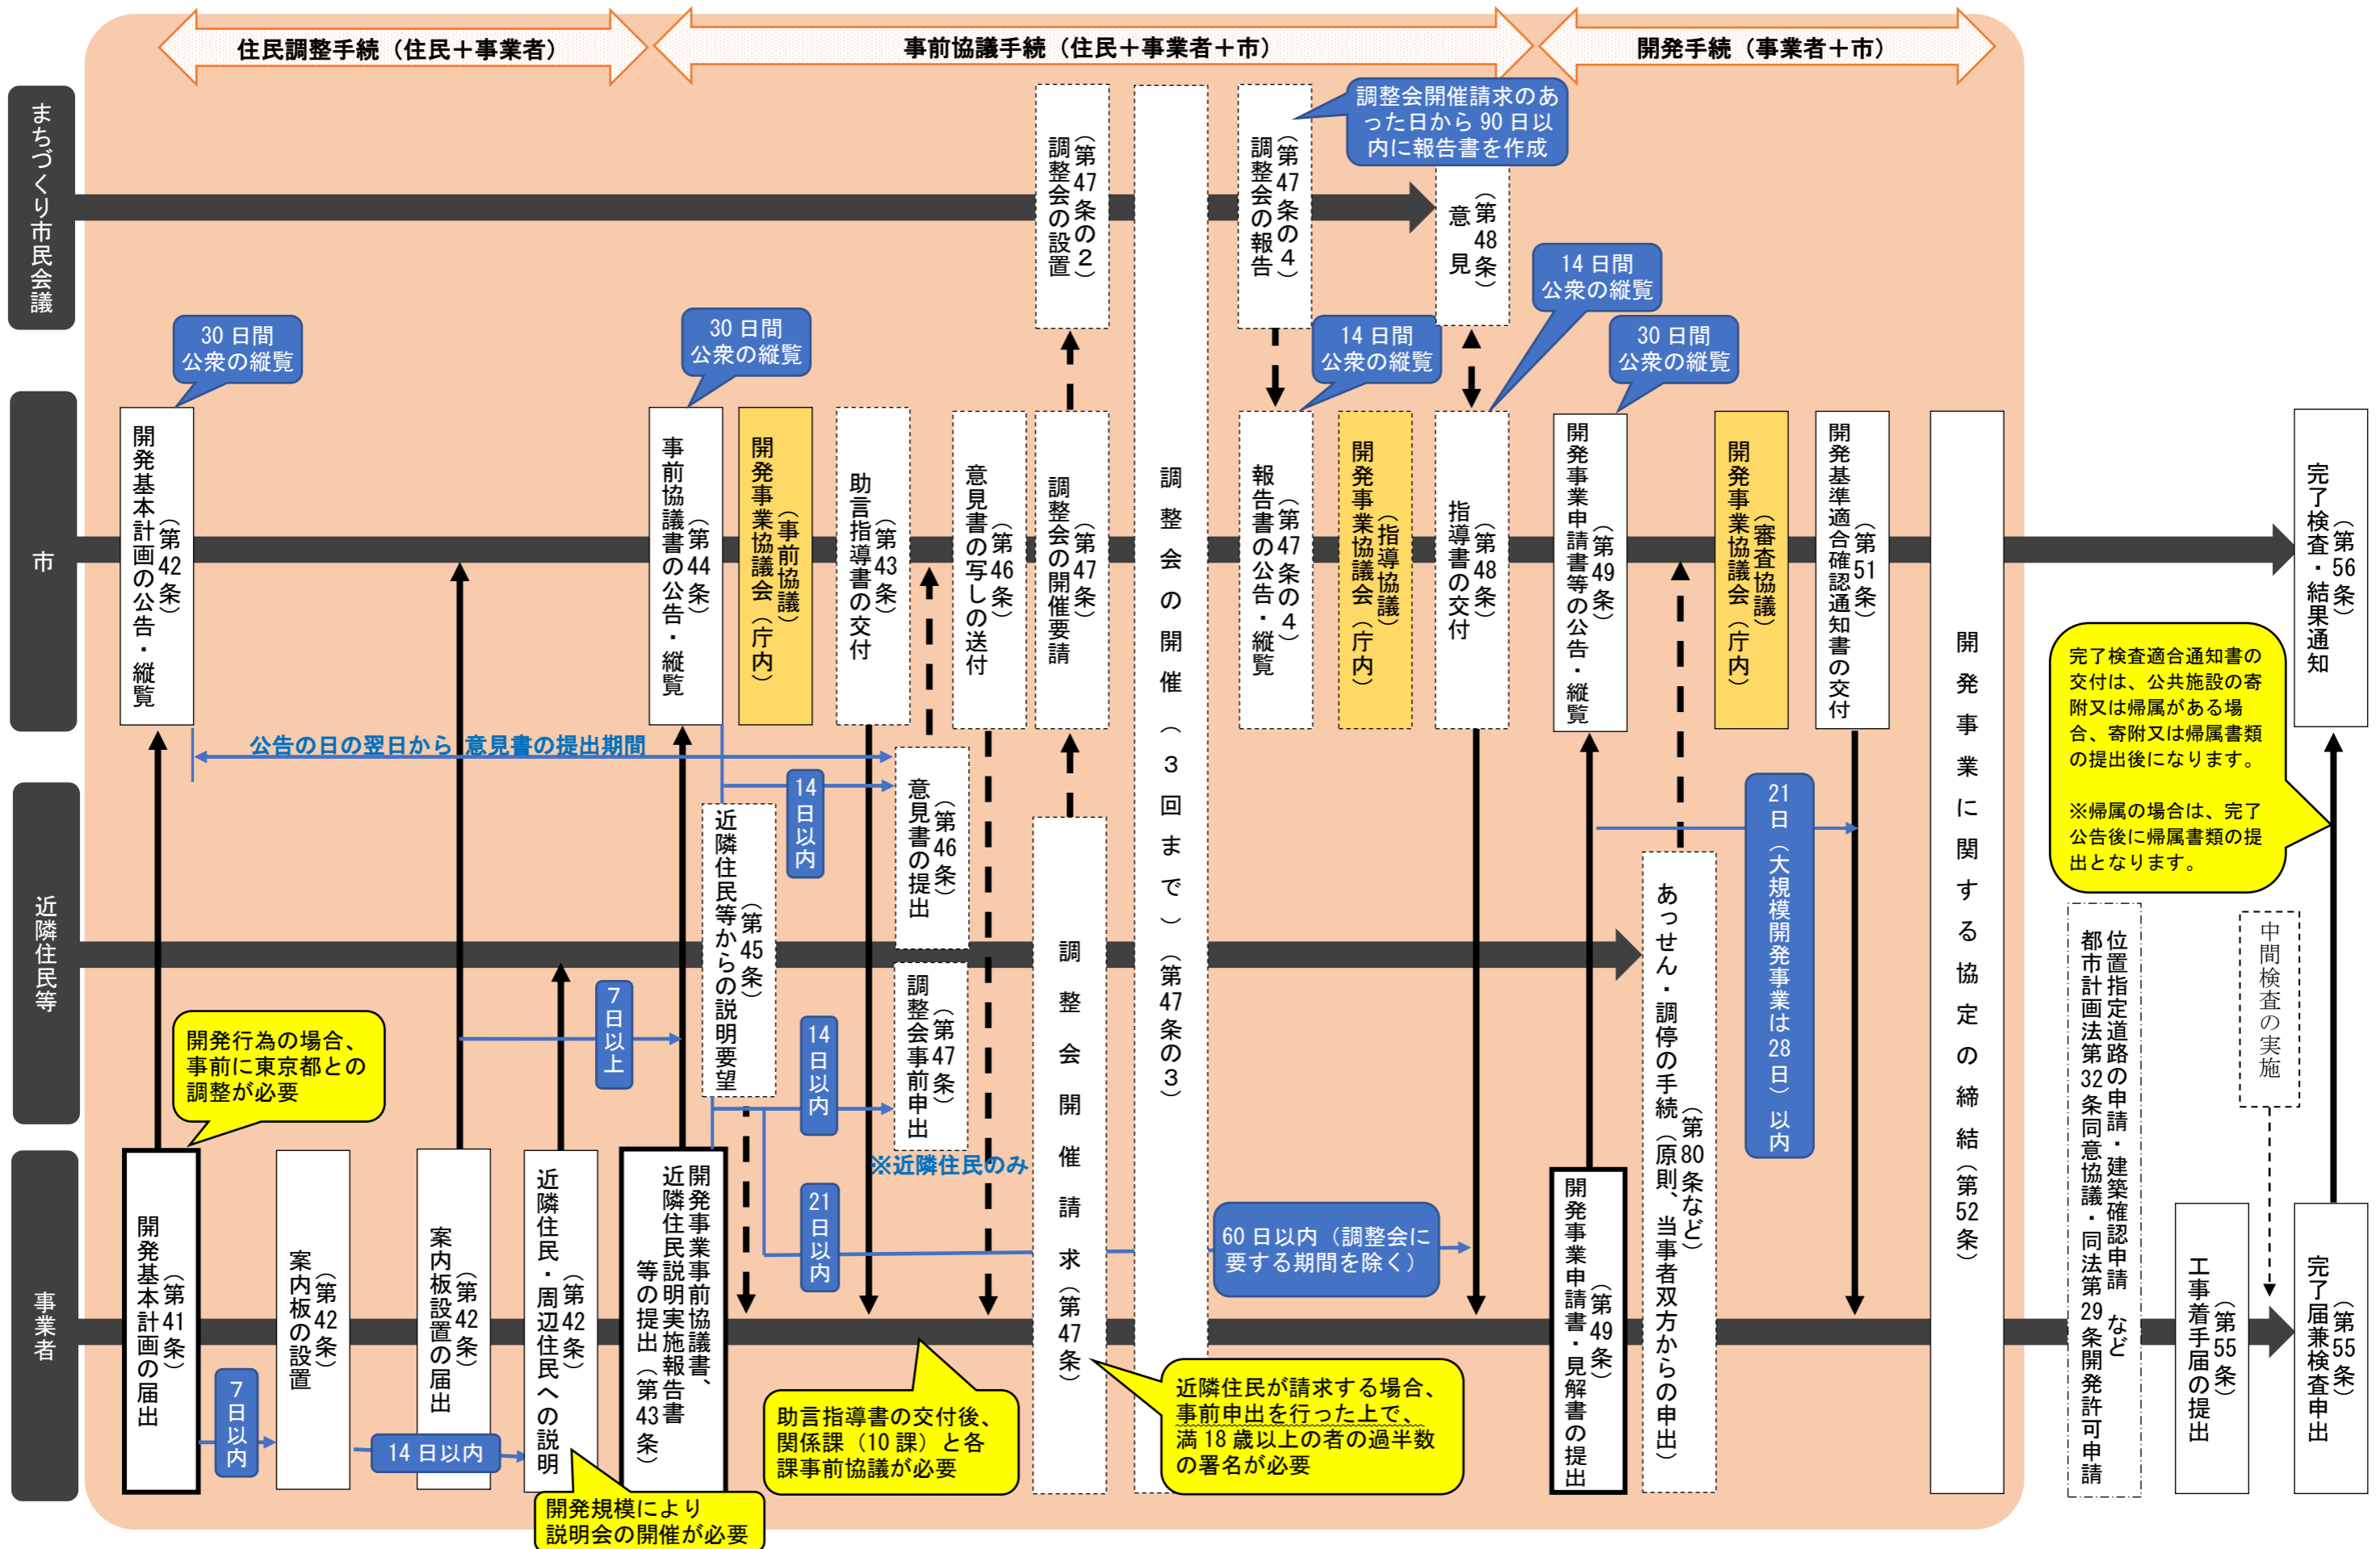 住民調整手続（住民＋事業者）
事前協議手続（住民＋事業者＋市）
開発手続（事業者＋市）
まちづくり市民会議
調整会の設置
（第47条の２）
調整会の報告
（第47条の４）
調整会開催請求のあ
った日から 90 日以
内に報告書を作成
意　見
（第48条）
30 日間
公衆の縦覧
30 日間
公衆の縦覧
14 日間
公衆の縦覧
14 日間
公衆の縦覧
30 日間
公衆の縦覧
市
開発基本計画の公告・縦覧
（第42条）
事前協議書の公告・縦覧
（第44条）
開発事業協議会（庁内）
（事前協議）
助言指導書の交付
（第43条）
意見書の写しの送付
（第46条）
調整会の開催要請
（第47条）
調整会の開催（３回まで）（第47条の３）
報告書の公告・縦覧
（第47条の４）
開発事業協議会（庁内）
（指導協議）
指導書の交付
（第48条）
開発事業申請書等の公告・縦覧
（第49条）
開発事業協議会（庁内）
（審査協議）
開発基準適合確認通知書の交付
（第51条）
開発事業に関する協定の締結（第52条）
完了検査・結果通知
（第56条）
完了検査適合通知書の
交付は、公共施設の寄
附又は帰属がある場
合、寄附又は帰属書類
の提出後になります。
※帰属の場合は、完了
公告後に帰属書類の提
出となります。
公告の日の翌日から 意見書の提出期間
近隣住民等
14日以内
近隣住民等からの説明要望
（第45条）
意見書の提出
（第46条）
調整会事前申出
（第47条）
※近隣住民のみ
7日以上
14日以内
21日以内
調整会開催請求（第47条）
60 日以内（調整会に
要する期間を除く）
あっせん・調停の手続（原則、当事者双方からの申出）
（第80条など）
21日（大規模開発事業は28日）以内
開発行為の場合、
事前に東京都との
調整が必要
中間検査の実施
事業者
開発基本計画の届出
（第41条）
7日以内
案内板の設置
（第42条）
案内板設置の届出
（第42条）
14 日以内
近隣住民・周辺住民への説明
（第42条）
開発規模により
説明会の開催が必要
開発事業事前協議書、
近隣住民説明実施報告書
等の提出（第43条）
助言指導書の交付後、
関係課（10 課）と各
課事前協議が必要
近隣住民が請求する場合、
事前申出を行った上で、
満 18 歳以上の者の過半数
の署名が必要
開発事業申請書・見解書の提出
（第49条）
位置指定道路の申請・建築確認申請　など
都市計画法第32条同意協議・同法第29条開発許可申請
工事着手届の提出
（第55条）
完了届兼検査申出
（第55条）